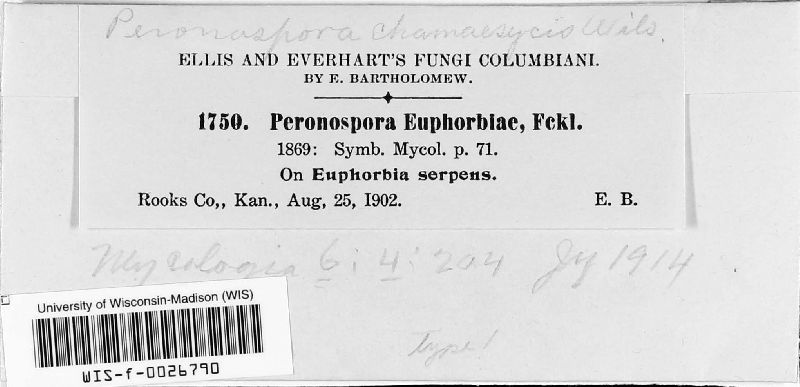 Peronospora chamaesycis Wils.
ELLIS AND EVERHART'S FUNGI COLUMBIANI.
BY E. BARTHOLOMEW.
1750. Peronospora Euphorbiae, Fckl.
1869: Symb. Mycol. p. 71.
On Euphorbia serpens.
Rooks Co,, Kan., Aug, 25, 1902. E. B.
Mycologia 6: 4: 204 Jy 1914
University of Wisconsin-Madison (WIS)
WIS-f-0026790
type!